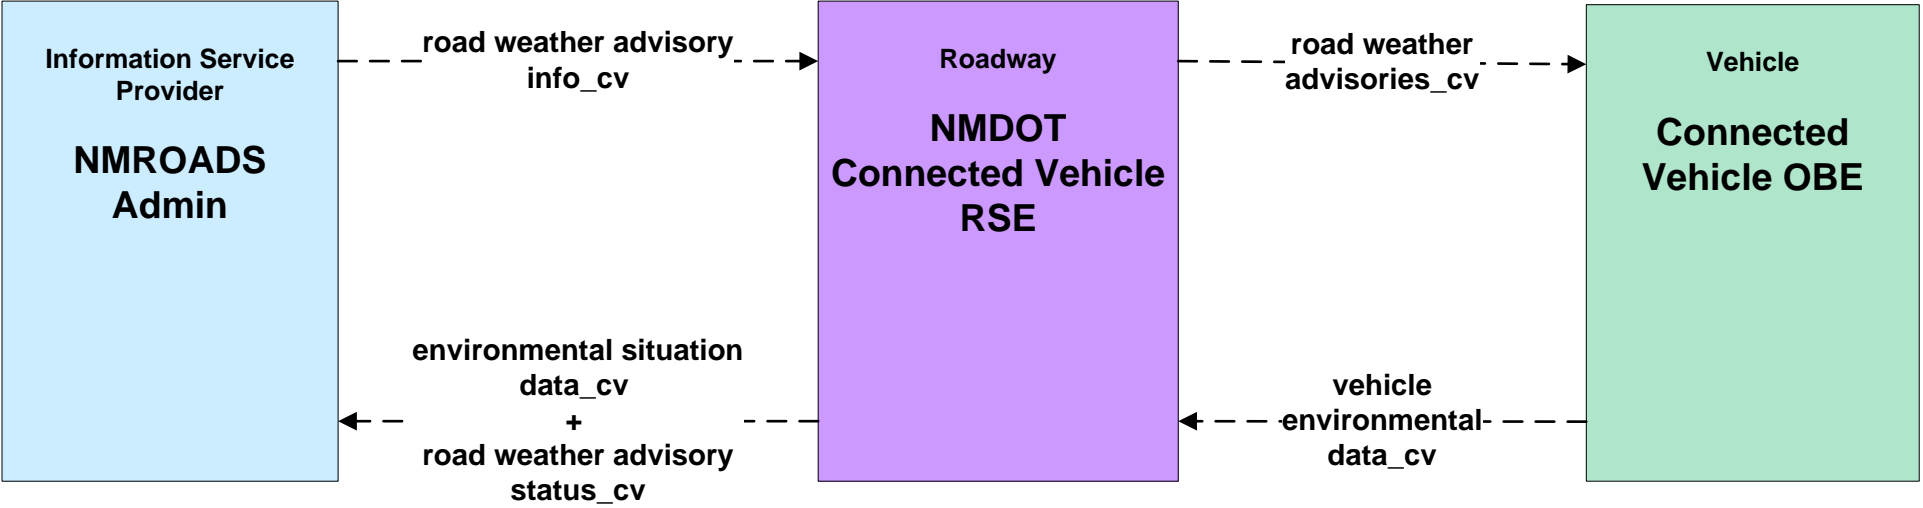 Information Service
Provider
NMROADS
Admin
road weather advisory
info_cv
environmental situation
data_cv
+
road weather advisory
status_cv
Roadway
NMDOT
Connected Vehicle
RSE
road weather
advisories_cv
vehicle
environmental
data_cv
Vehicle
Connected
Vehicle OBE